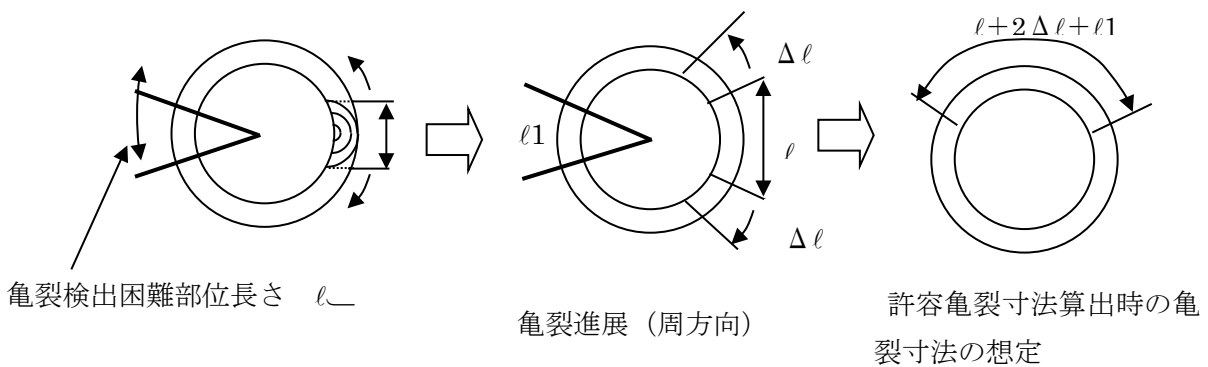 ℓ+2Δℓ+ℓ1
Δℓ
ℓ1
ℓ
Δℓ
亀裂検出困難部位長さ ℓ
亀裂進展（周方向）
許容亀裂寸法算出時の亀
裂寸法の想定